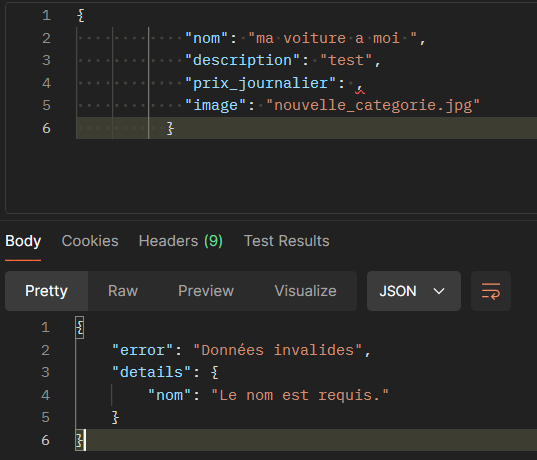 1 {
2 "nom": "ma voiture a moi ",
3 "description": "test",
4 "prix_journalier": ,
5 "image": "nouvelle_categorie.jpg"
6 }
Body Cookies Headers (9) Test Results
Pretty Raw Preview Visualize JSON
1 {
2 "error": "Données invalides",
3 "details": {
4 "nom": "Le nom est requis."
5 }
6 }